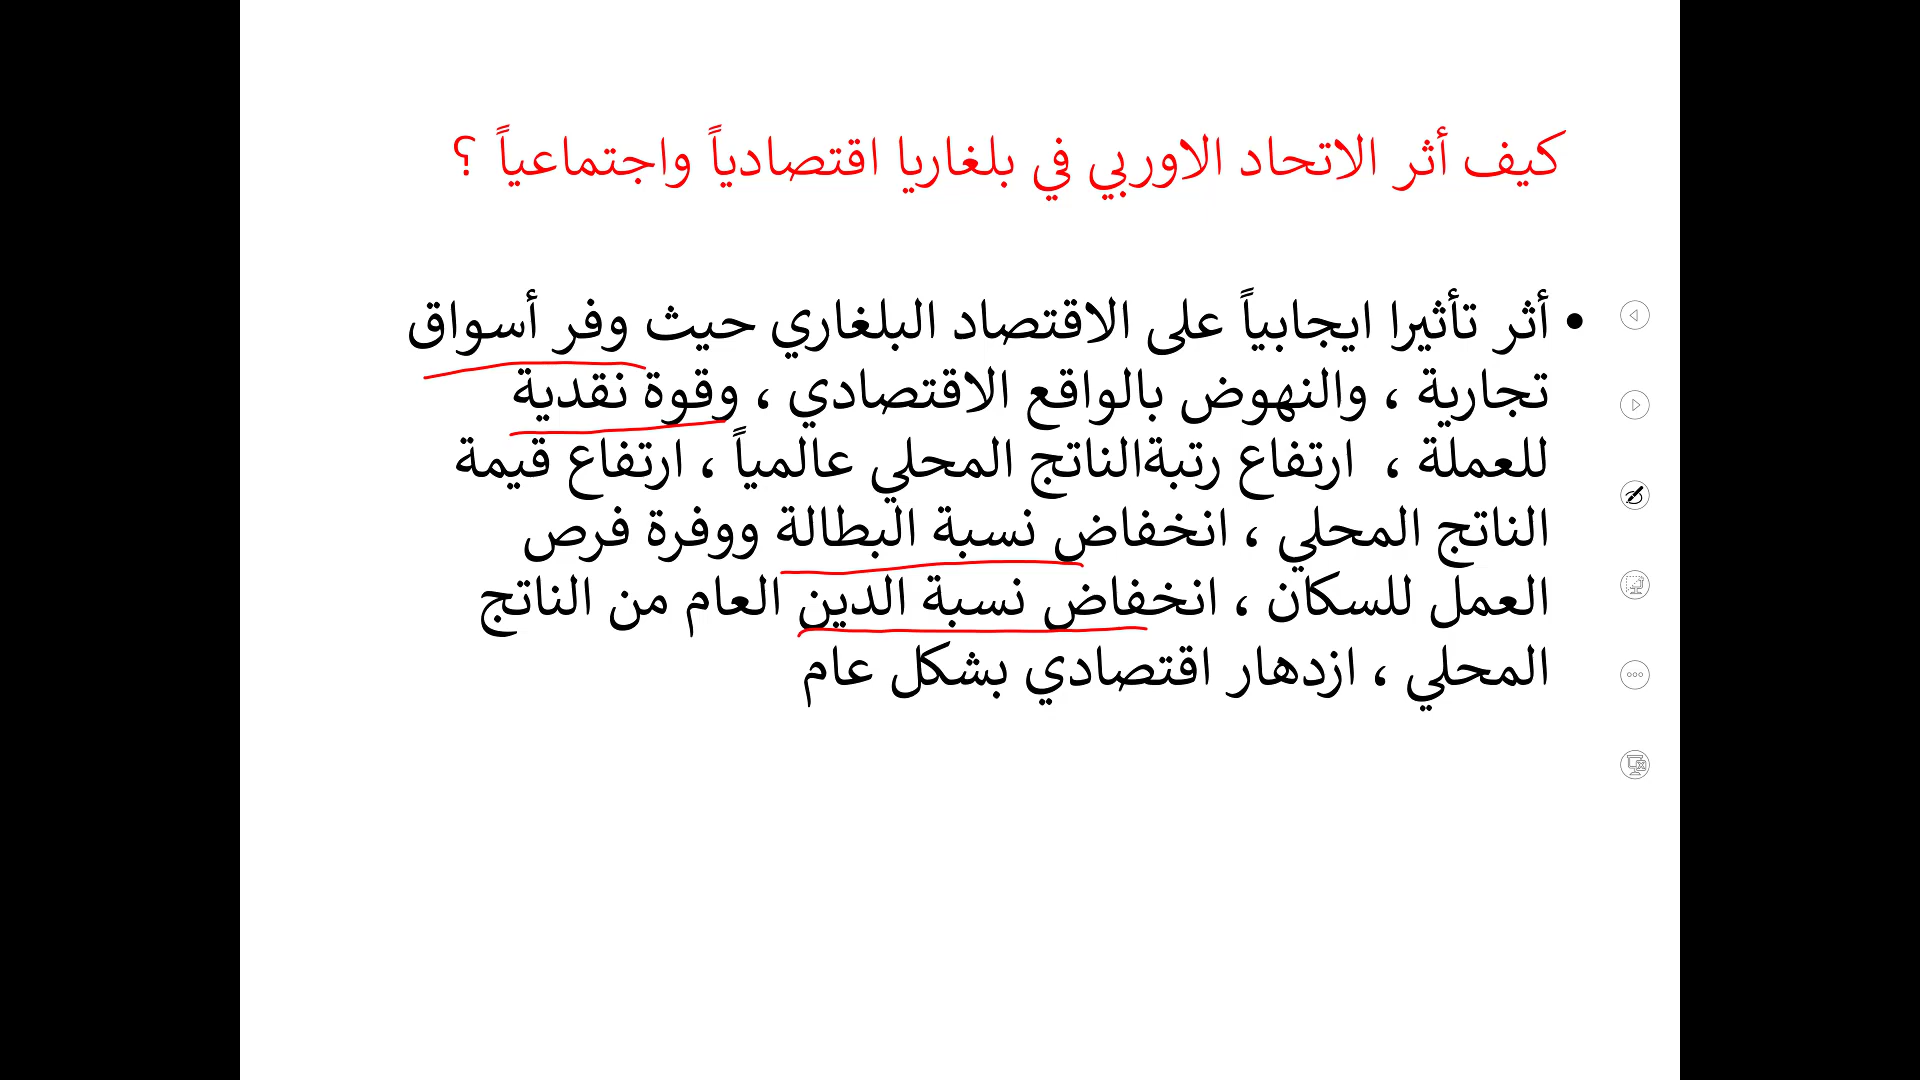 كيف أثر الاتحاد الاوربي في بلغاريا اقتصادياً واجتماعياً ؟
• أثر تأثيرا ايجابياً على الاقتصاد البلغاري حيث وفر أسواق
تجارية ، والنهوض بالواقع الاقتصادي ، وقوة نقدية
للعملة ، ارتفاع رتبةالناتج المحلي عالمياً ، ارتفاع قيمة
الناتج المحلي ، انخفاض نسبة البطالة ووفرة فرص
العمل للسكان ، انخفاض نسبة الدين العام من الناتج
المحلي ، ازدهار اقتصادي بشكل عام